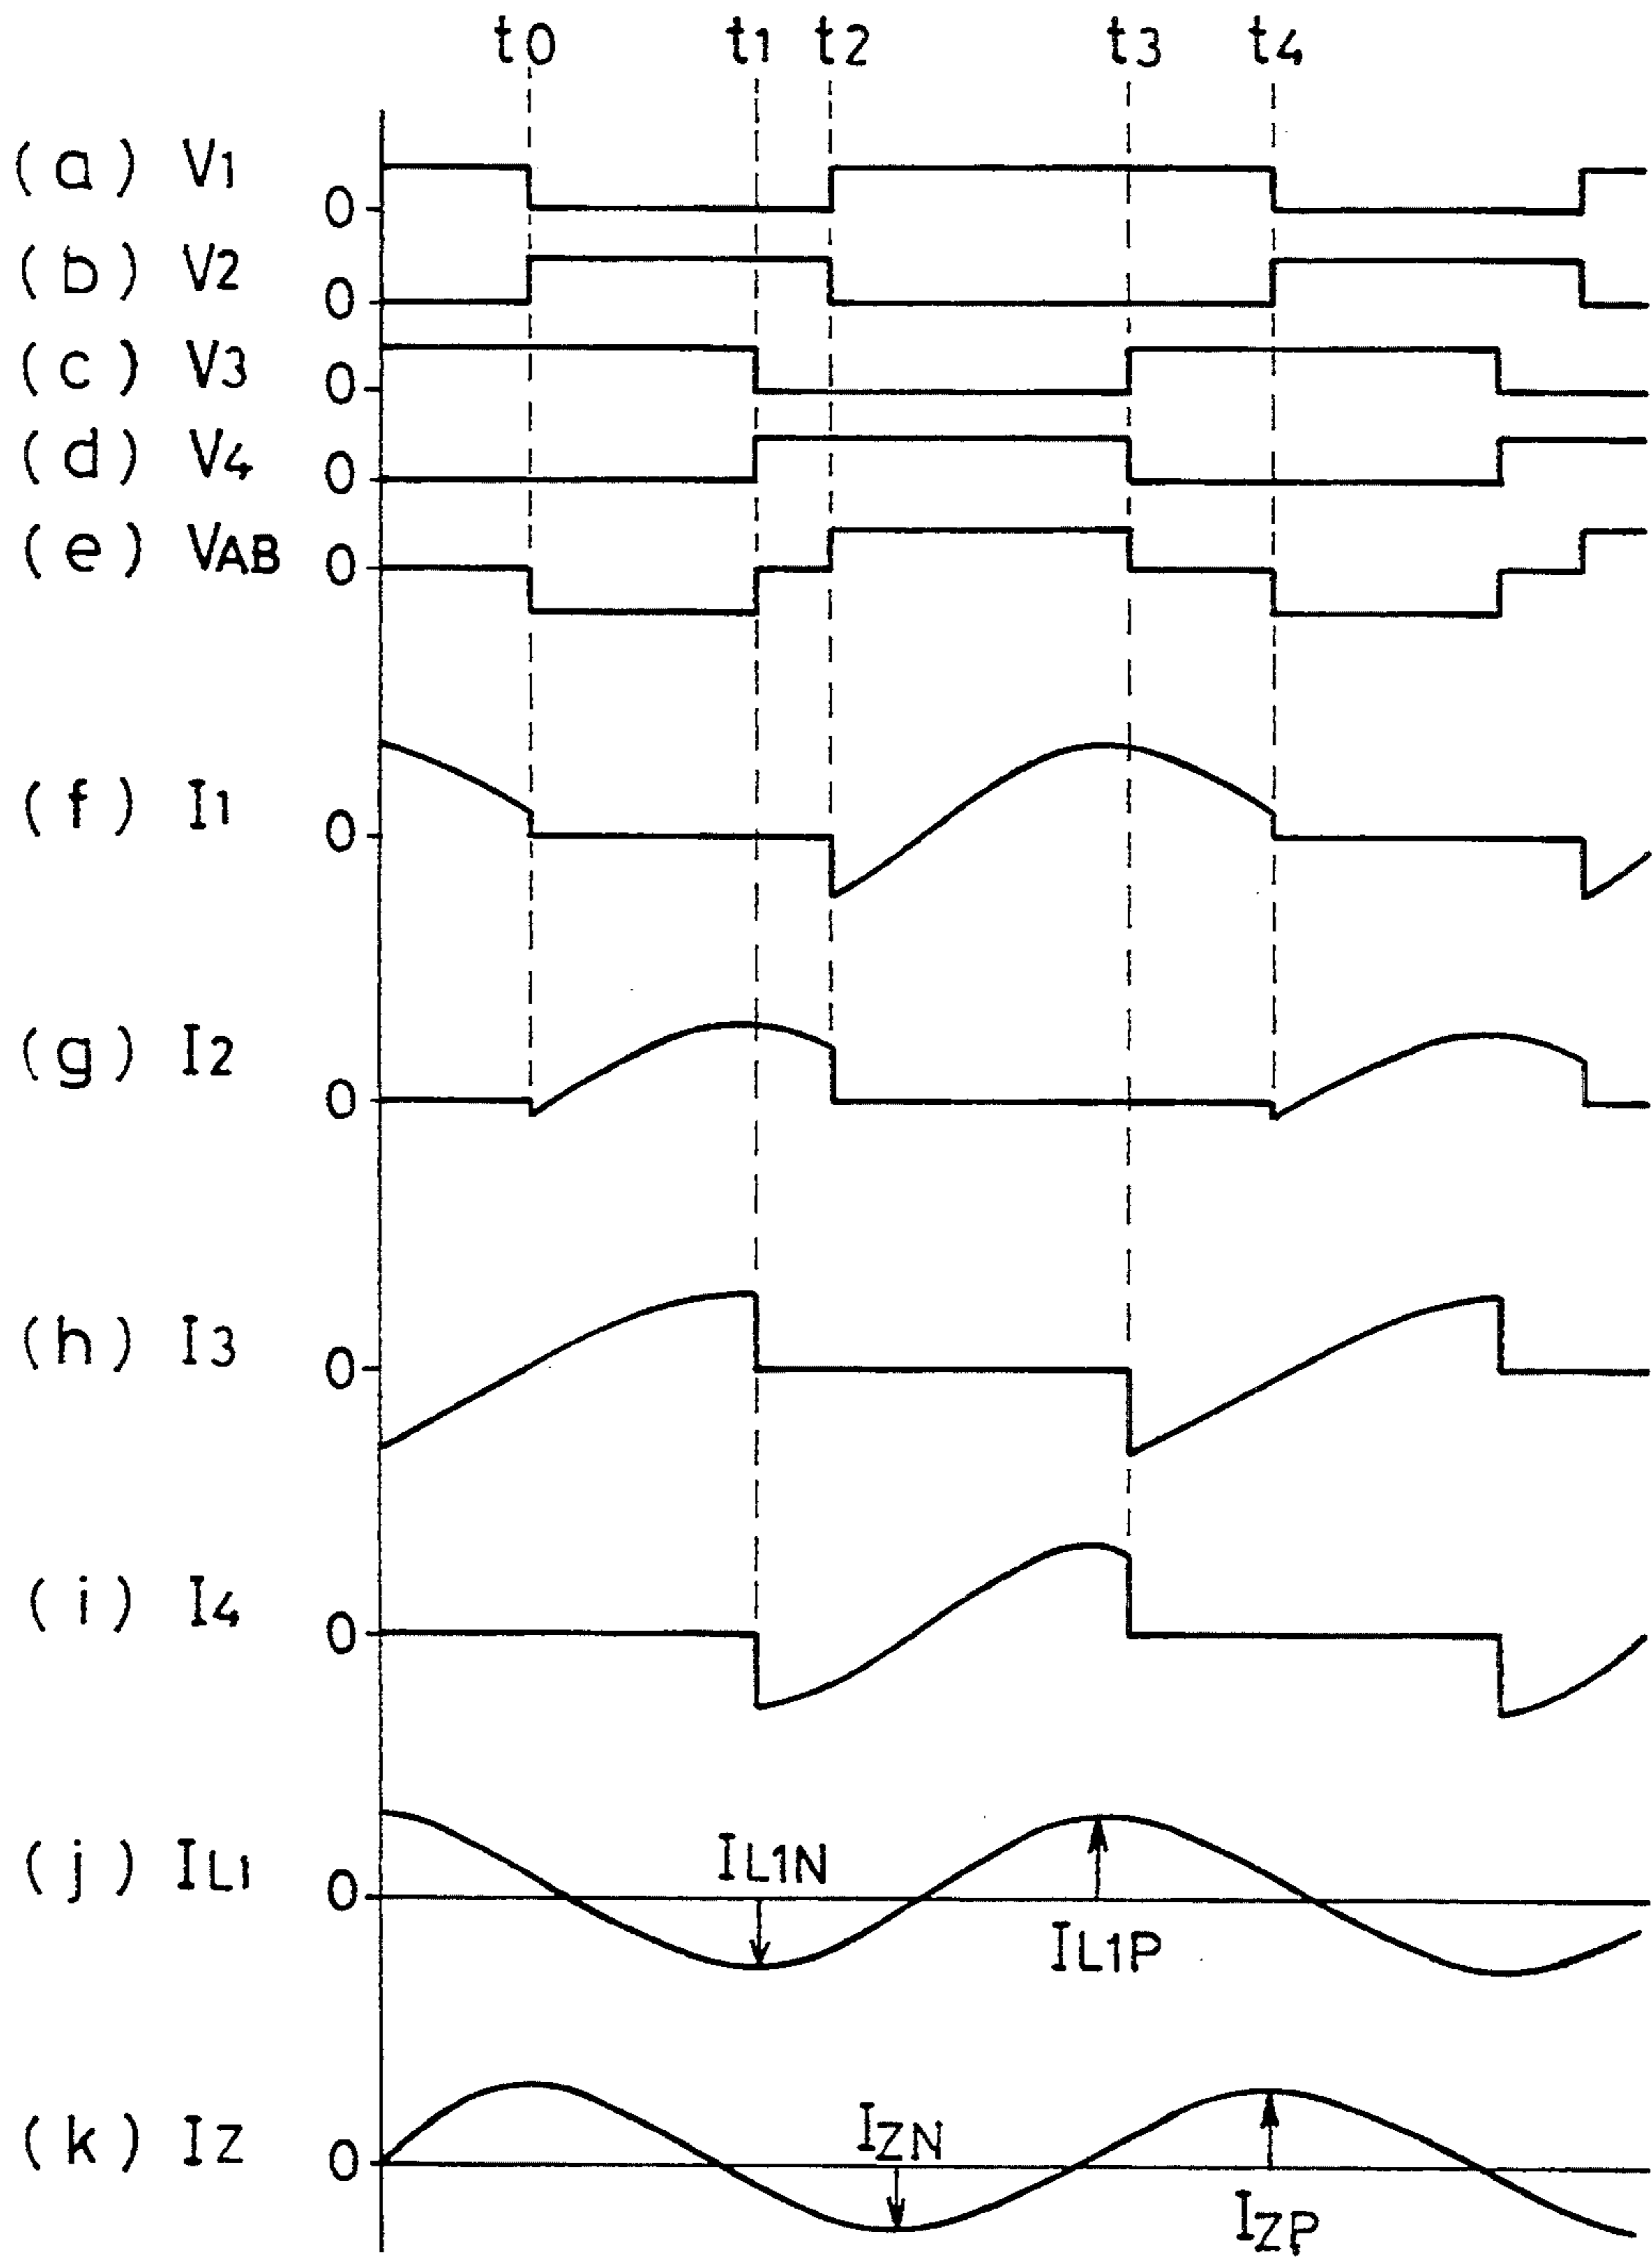 t0 t1 t2 t3 t4
(a) V1 0
(b) V2 0
(c) V3 0
(d) V4 0
(e) VAB 0
(f) I1 0
(g) I2 0
(h) I3 0
(i) I4 0
(j) IL1 0 IL1N IL1P
(k) IZ 0 IZN IZP